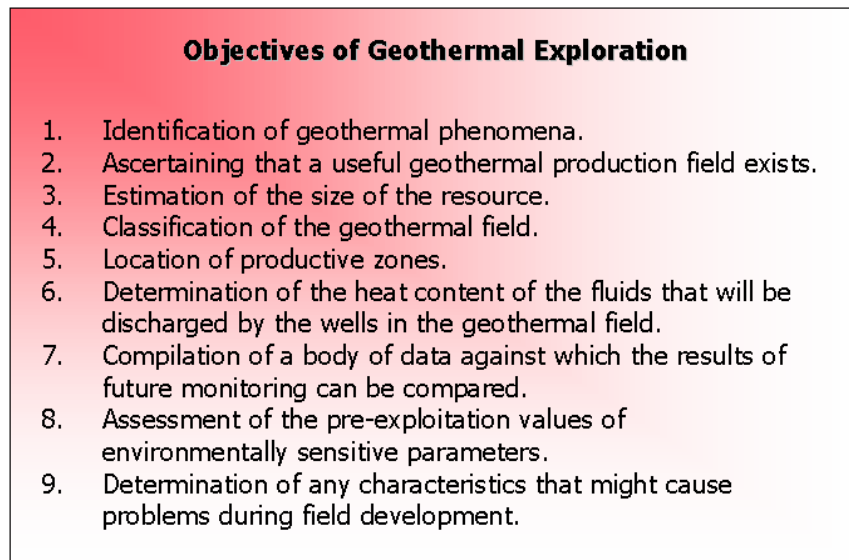 Objectives of Geothermal Exploration
1. Identification of geothermal phenomena.
2. Ascertaining that a useful geothermal production field exists.
3. Estimation of the size of the resource.
4. Classification of the geothermal field.
5. Location of productive zones.
6. Determination of the heat content of the fluids that will be
discharged by the wells in the geothermal field.
7. Compilation of a body of data against which the results of
future monitoring can be compared.
8. Assessment of the pre-exploitation values of
environmentally sensitive parameters.
9. Determination of any characteristics that might cause
problems during field development.